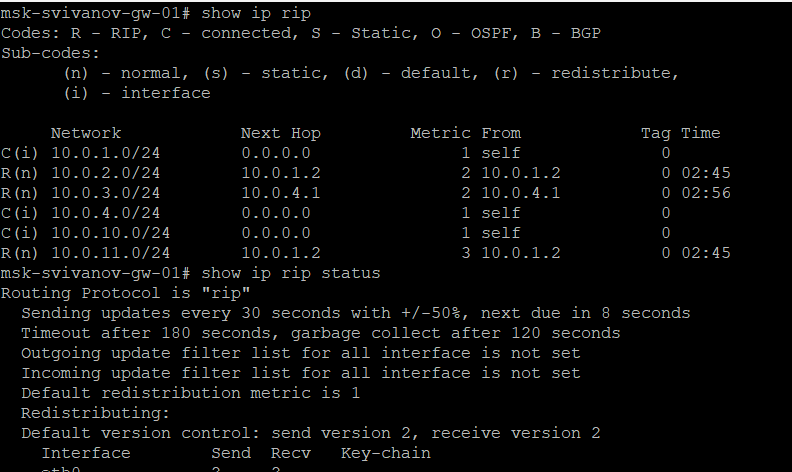 msk-svivanov-gw-01# show ip rip
Codes: R - RIP, C - connected, S - Static, O - OSPF, B - BGP
Sub-codes:
(n) - normal, (s) - static, (d) - default, (r) - redistribute,
(i) - interface
Network Next Hop Metric From Tag Time
C(i) 10.0.1.0/24 0.0.0.0 1 self 0
R(n) 10.0.2.0/24 10.0.1.2 2 10.0.1.2 0 02:45
R(n) 10.0.3.0/24 10.0.4.1 2 10.0.4.1 0 02:56
C(i) 10.0.4.0/24 0.0.0.0 1 self 0
C(i) 10.0.10.0/24 0.0.0.0 1 self 0
R(n) 10.0.11.0/24 10.0.1.2 3 10.0.1.2 0 02:45
msk-svivanov-gw-01# show ip rip status
Routing Protocol is "rip"
Sending updates every 30 seconds with +/-50%, next due in 8 seconds
Timeout after 180 seconds, garbage collect after 120 seconds
Outgoing update filter list for all interface is not set
Incoming update filter list for all interface is not set
Default redistribution metric is 1
Redistributing:
Default version control: send version 2, receive version 2
Interface Send Recv Key-chain